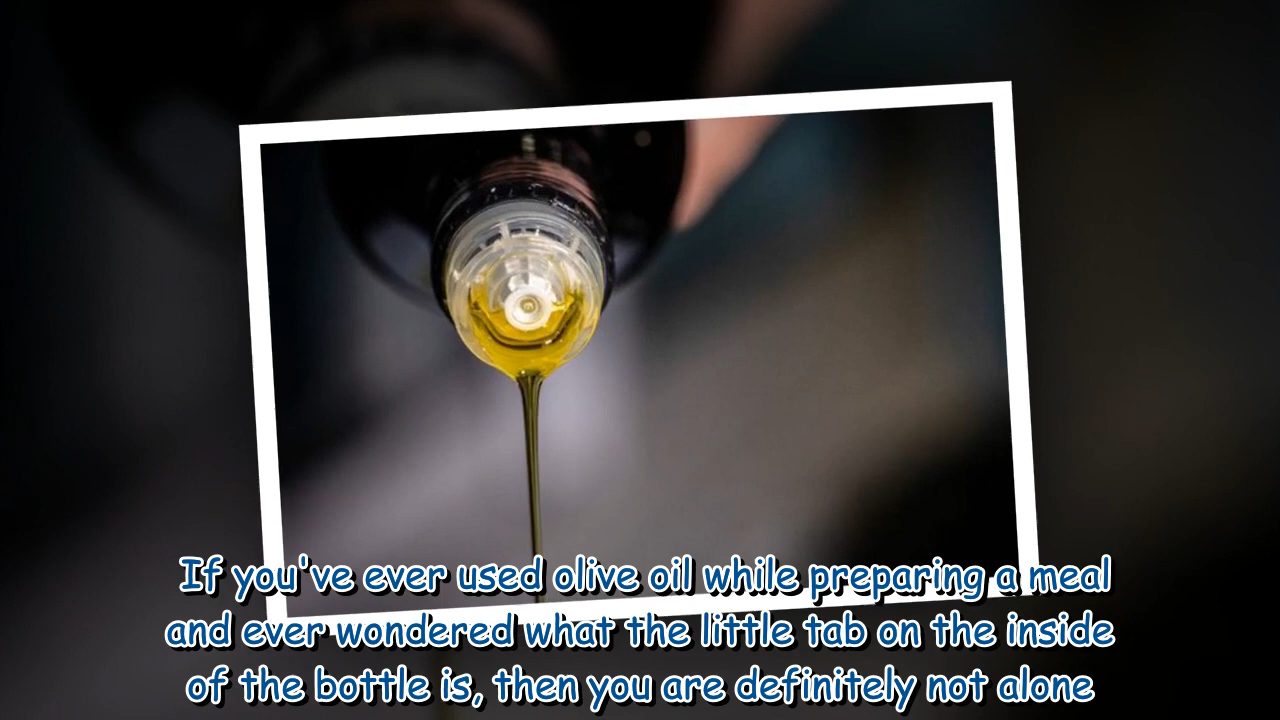 If you've ever used olive oil while preparing a meal
and ever wondered what the little tab on the inside
of the bottle is, then you are definitely not alone